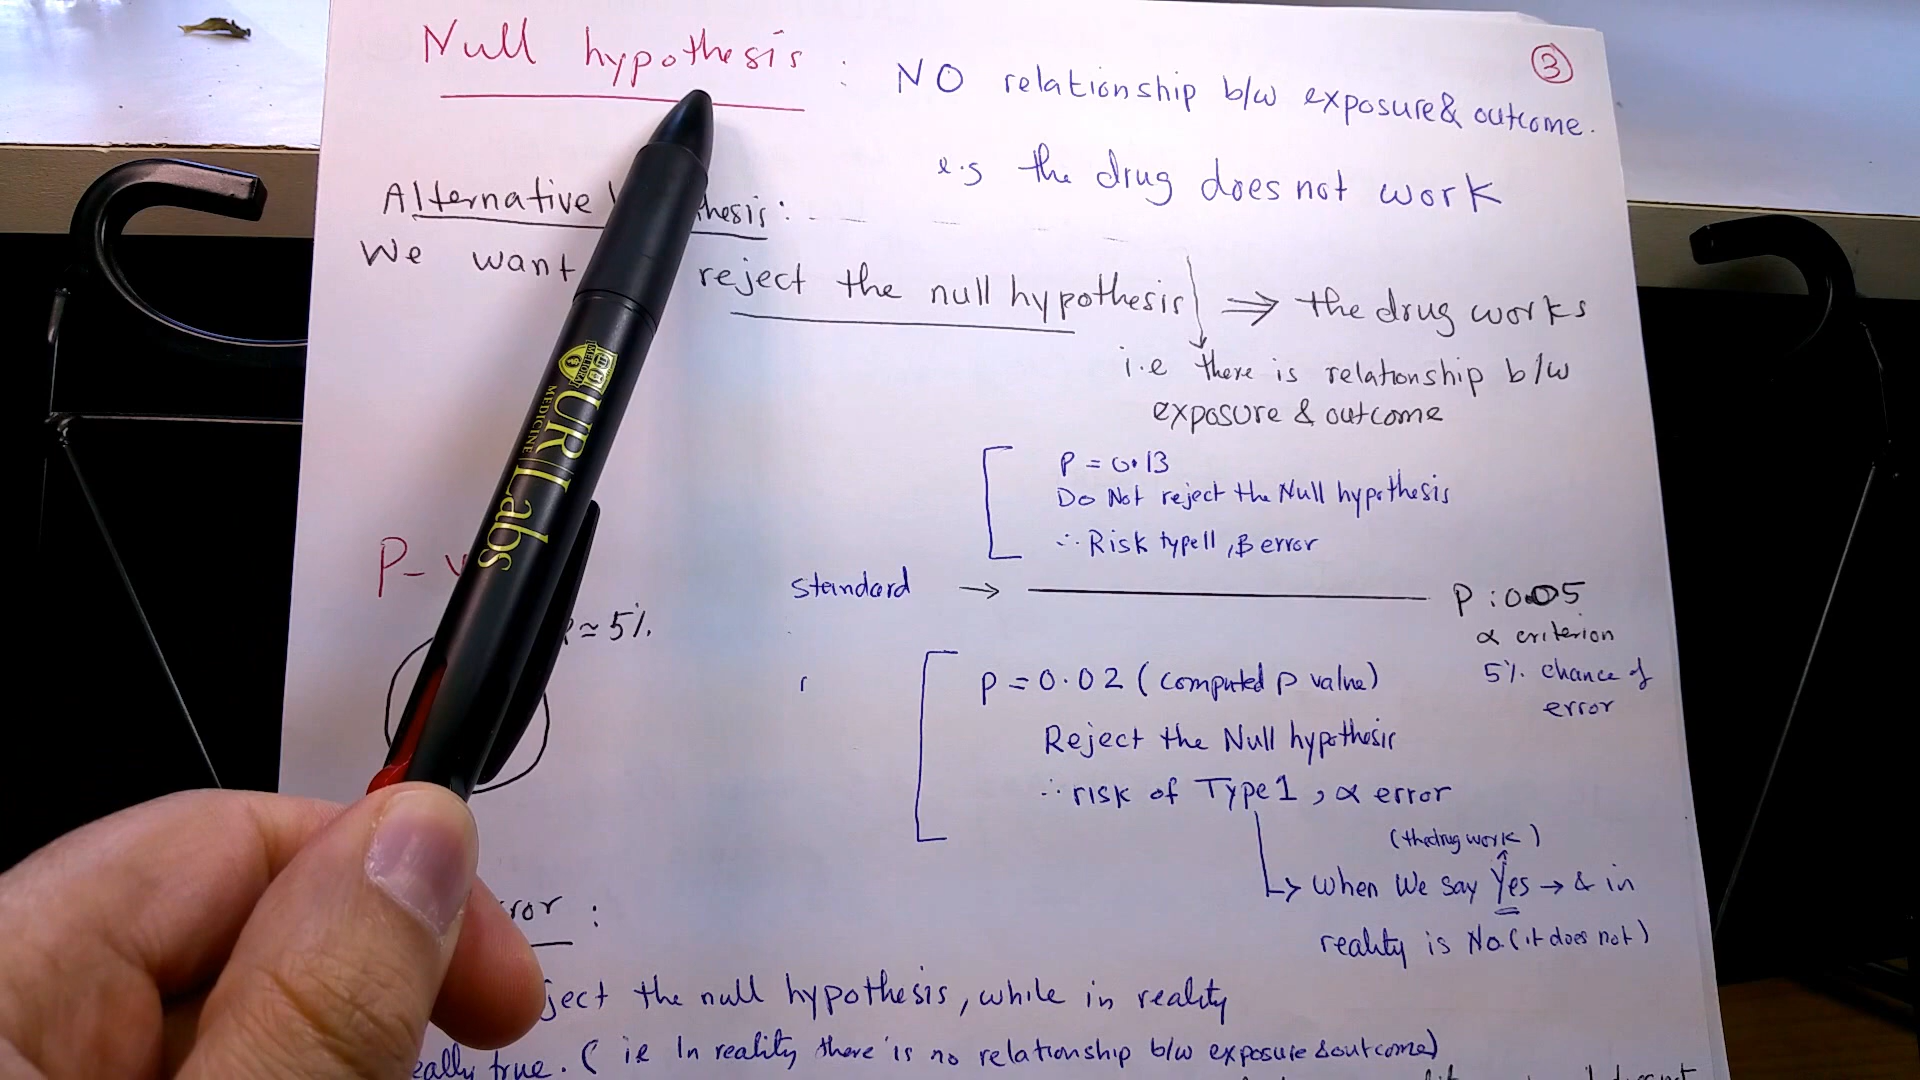 Null hypothesis : NO relationship b/w exposure & outcome.
3
e.g the drug does not work
Alternative hesis:
We want reject the null hypothesis ⇒ the drug works
i.e there is relationship b/w
exposure & outcome
P = 0.13
Do Not reject the Null hypothesis
∴ Risk type II, B error
P-
≃ 5%.
standard → P : 0.05
α criterion
5% chance of
error
p = 0.02 (computed p value)
Reject the Null hypothesis
∴ risk of Type 1, α error
(the drug work)
↳ when We say Yes → & in
reality is No. (it does not)
ror :
ject the null hypothesis, while in reality
eally true. ( ie In reality there is no relationship b/w exposure & outcome)
MELIORA
UR
MEDICINE
Labs